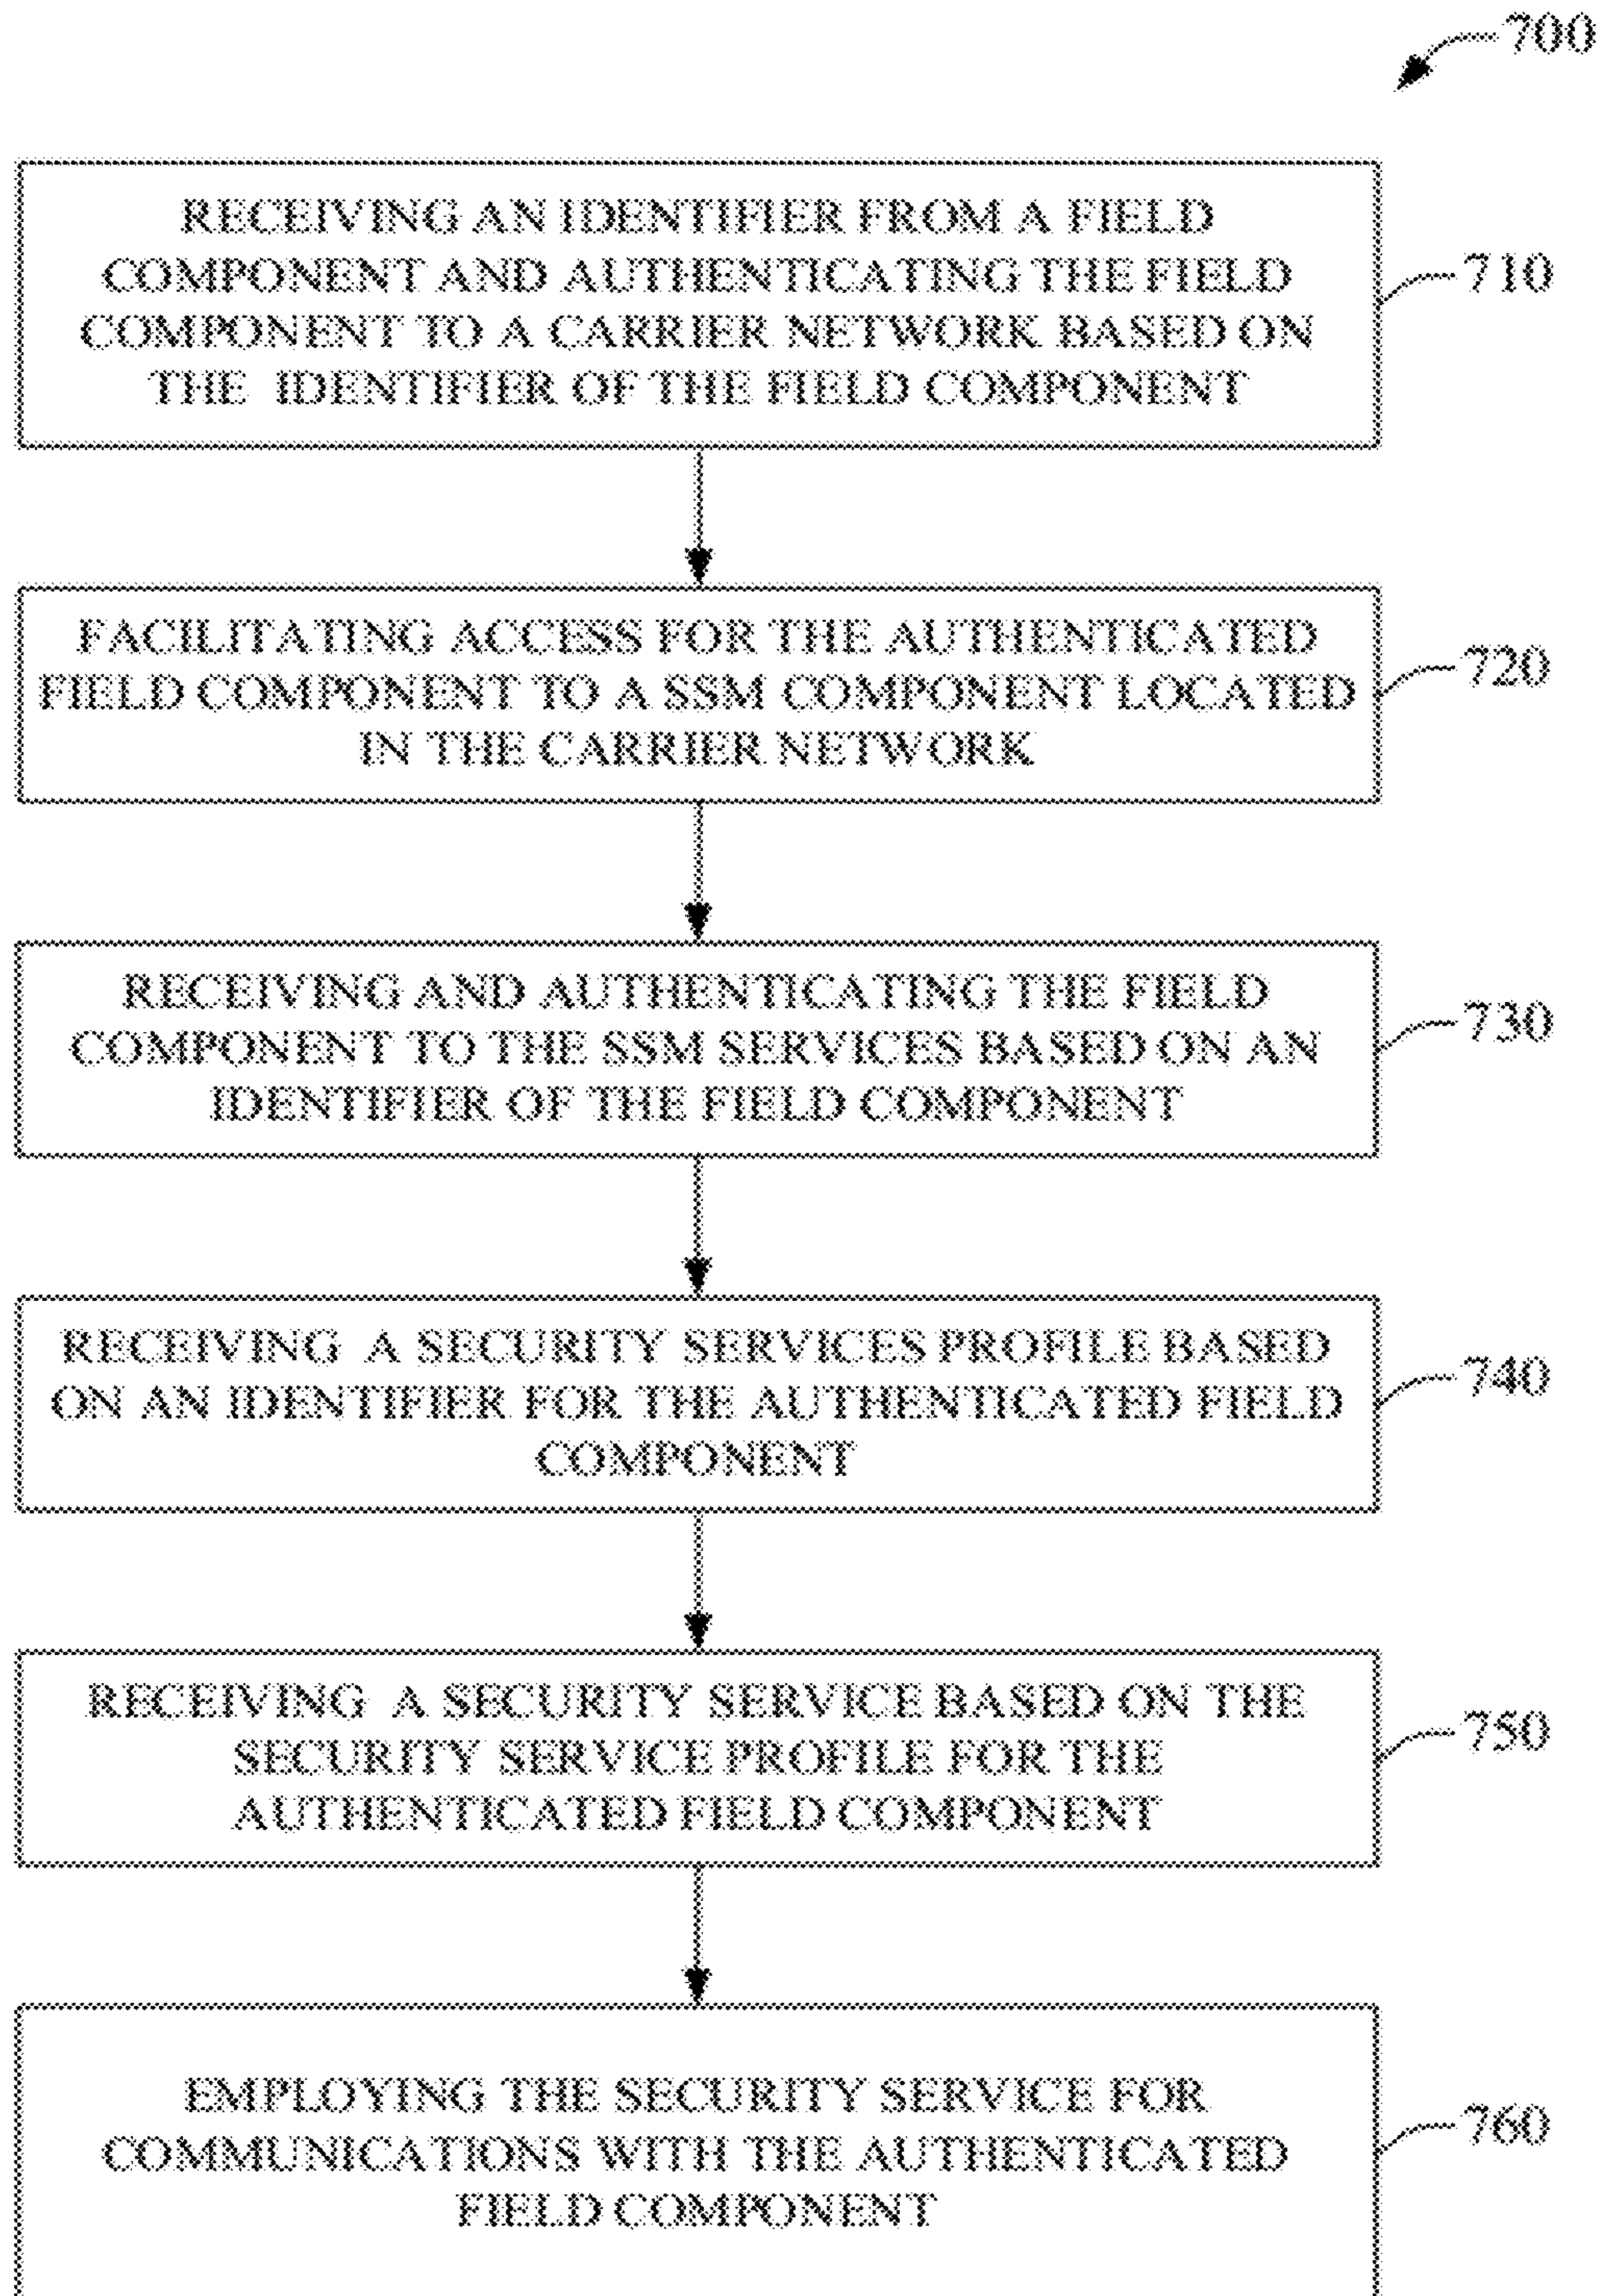 700
RECEIVING AN IDENTIFIER FROM A FIELD
COMPONENT AND AUTHENTICATING THE FIELD
COMPONENT TO A CARRIER NETWORK BASED ON
THE IDENTIFIER OF THE FIELD COMPONENT
710
FACILITATING ACCESS FOR THE AUTHENTICATED
FIELD COMPONENT TO A SSM COMPONENT LOCATED
IN THE CARRIER NETWORK
720
RECEIVING AND AUTHENTICATING THE FIELD
COMPONENT TO THE SSM SERVICES BASED ON AN
IDENTIFIER OF THE FIELD COMPONENT
730
RECEIVING A SECURITY SERVICES PROFILE BASED
ON AN IDENTIFIER FOR THE AUTHENTICATED FIELD
COMPONENT
740
RECEIVING A SECURITY SERVICE BASED ON THE
SECURITY SERVICE PROFILE FOR THE
AUTHENTICATED FIELD COMPONENT
750
EMPLOYING THE SECURITY SERVICE FOR
COMMUNICATIONS WITH THE AUTHENTICATED
FIELD COMPONENT
760